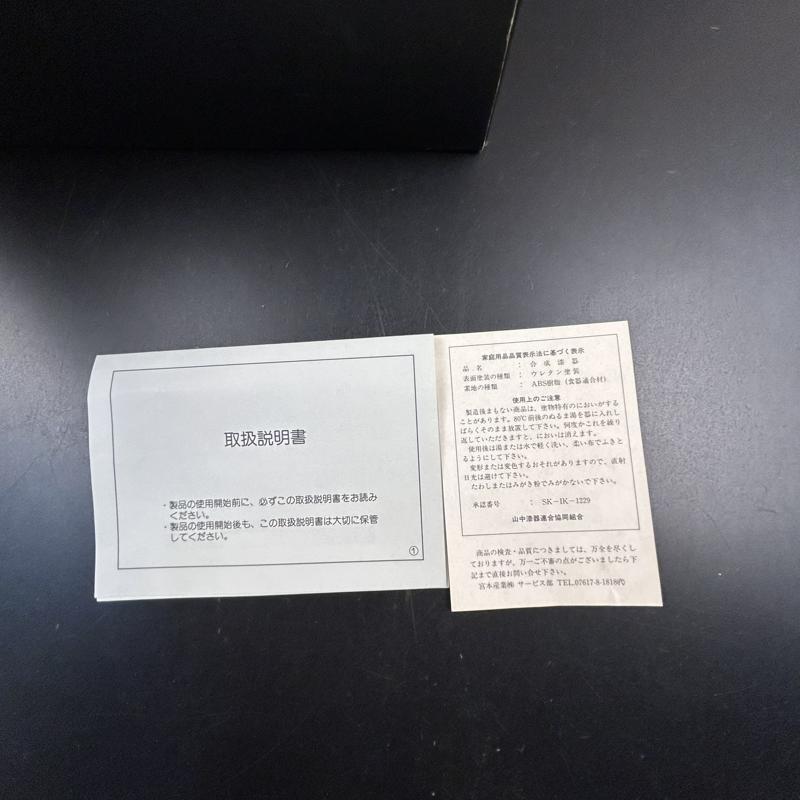 取扱説明書
・製品の使用開始前に、必ずこの取扱説明書をお読み
ください。
・製品の使用開始後も、この取扱説明書は大切に保管
してください。
①
家庭用品品質表示法に基づく表示
品名 : 合成漆器
表面塗装の種類 : ウレタン塗装
素地の種類 : ABS樹脂(食器適合材)
使用上のご注意
製造後まもない商品は、塗物特有のにおいがする
ことがあります。80℃前後のぬるま湯を器に入れし
ばらくそのまま放置して下さい。何度かこれを繰り
返していただきますと、においは消えます。
使用後は湯または水で軽く洗い、柔い布でふきと
るようにして下さい。
変形または変色するおそれがありますので、直射
日光は避けて下さい。
たわしまたはみがき粉でみがかないで下さい。
承認番号 : SK-IK-1229
山中漆器連合協同組合
商品の検査・品質につきましては、万全を尽くし
ておりますが、万一ご不審の点がございましたら下
記まで直接お問い合せ下さい。
宮本産業㈱ サービス部 TEL.07617-8-1818㈹